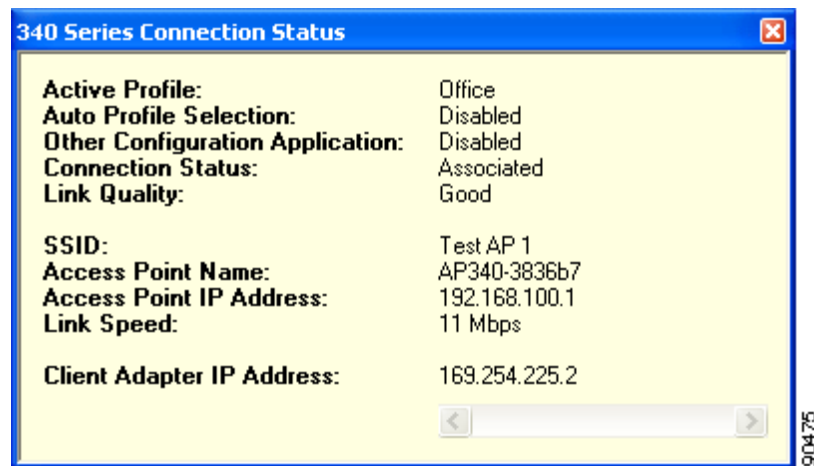 340 Series Connection Status
Active Profile: Office
Auto Profile Selection: Disabled
Other Configuration Application: Disabled
Connection Status: Associated
Link Quality: Good
SSID: Test AP 1
Access Point Name: AP340-3836b7
Access Point IP Address: 192.168.100.1
Link Speed: 11 Mbps
Client Adapter IP Address: 169.254.225.2
90475